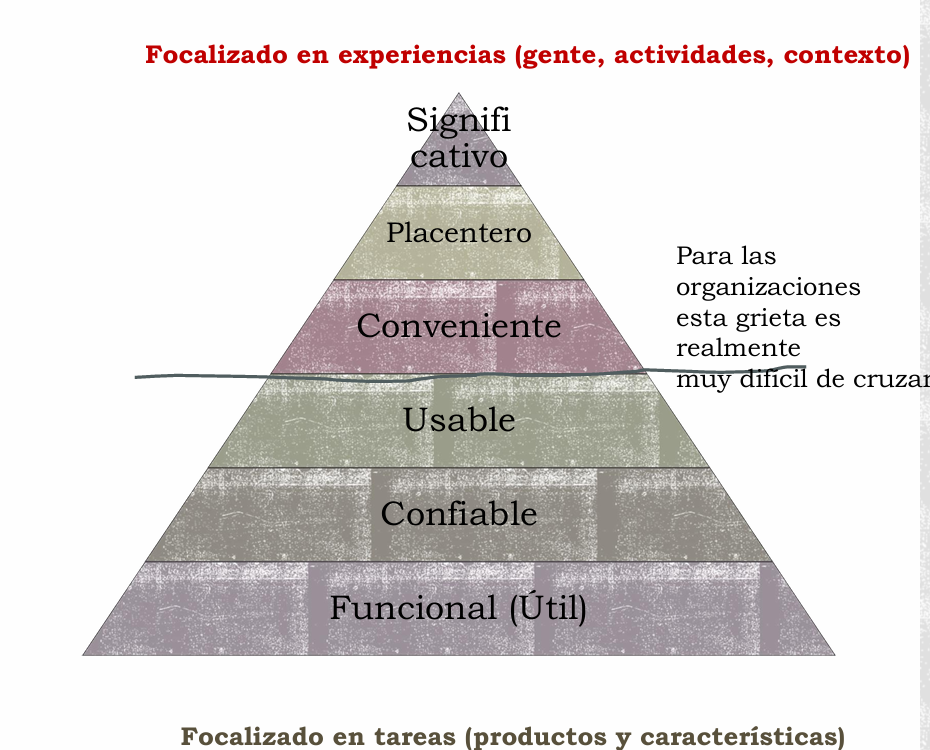 Focalizado en experiencias (gente, actividades, contexto)
Signifi
cativo
Placentero
Conveniente
Para las
organizaciones
esta grieta es
realmente
muy dificil de cruzar
Usable
Confiable
Funcional (Útil)
Focalizado en tareas (productos y características)